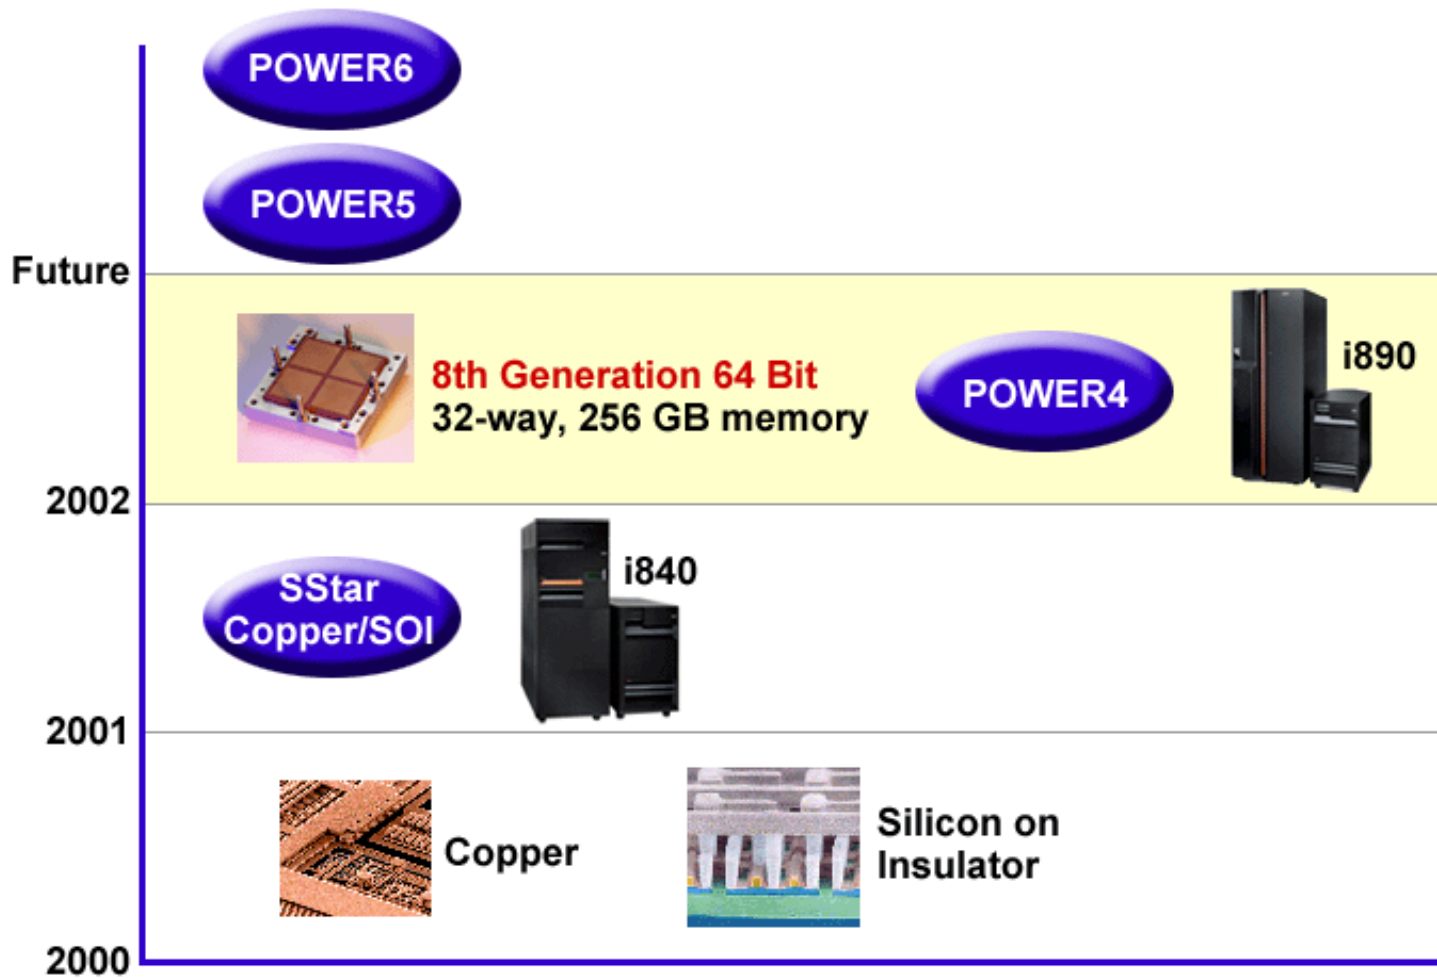 POWER6
POWER5
Future
8th Generation 64 Bit
32-way, 256 GB memory
POWER4
i890
2002
SStar
Copper/SOI
i840
2001
Copper
Silicon on
Insulator
2000